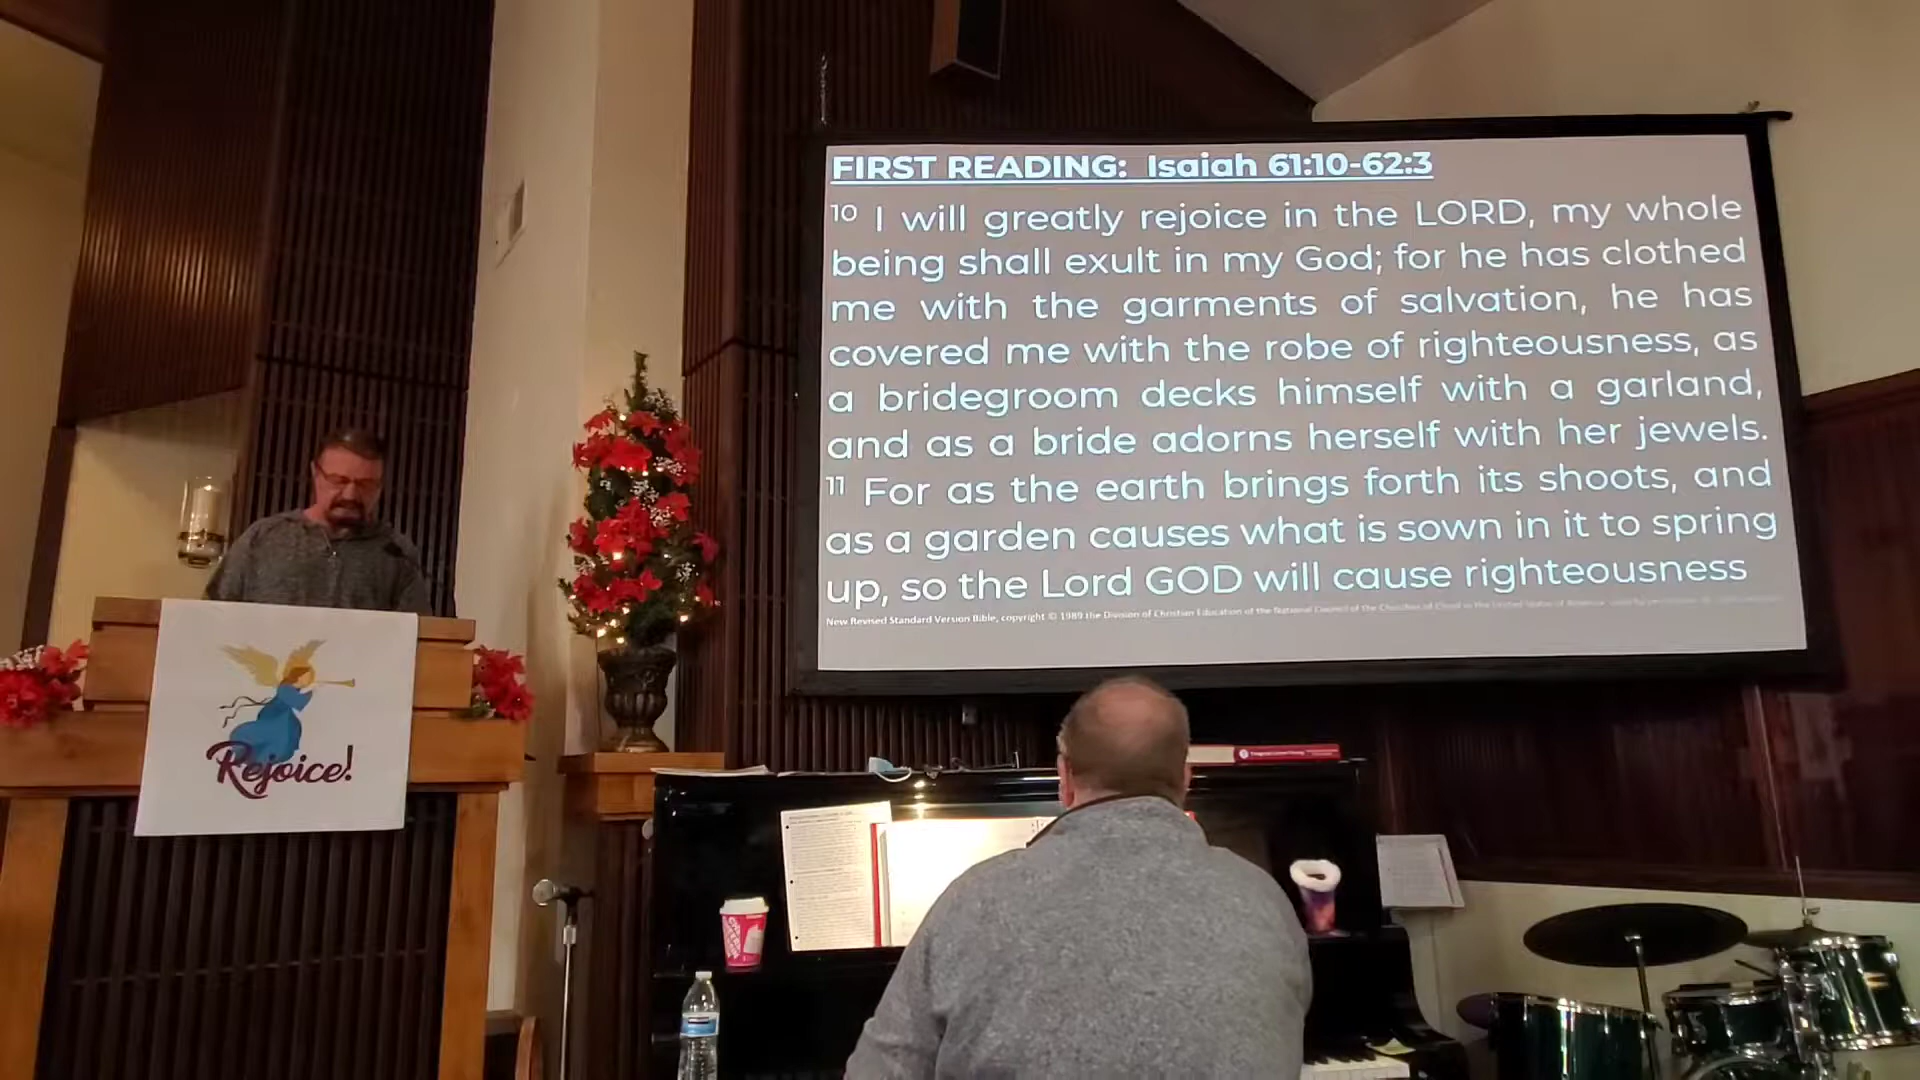 FIRST READING: Isaiah 61:10-62:3
10 I will greatly rejoice in the LORD, my whole
being shall exult in my God; for he has clothed
me with the garments of salvation, he has
covered me with the robe of righteousness, as
a bridegroom decks himself with a garland,
and as a bride adorns herself with her jewels.
11 For as the earth brings forth its shoots, and
as a garden causes what is sown in it to spring
up, so the Lord GOD will cause righteousness
New Revised Standard Version Bible, copyright © 1989 the Division of Christian Education of the National Council of the Churches of Christ in the United States of America.
Rejoice!